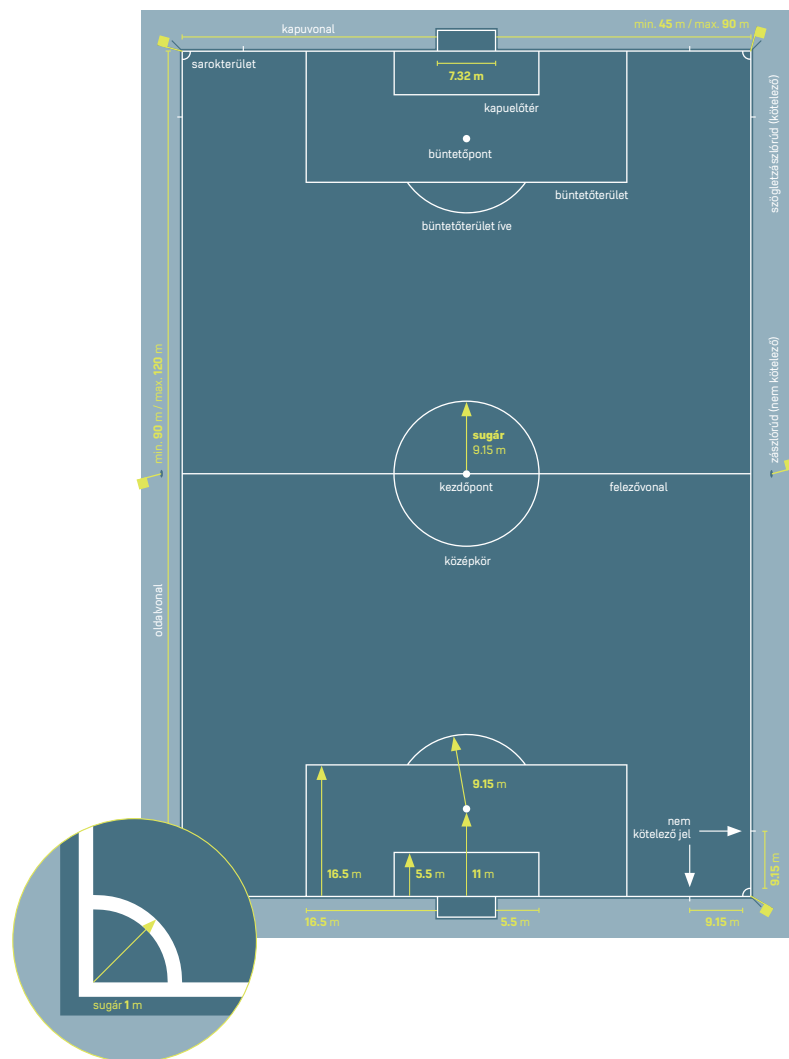 kapuvonal
min. 45 m / max. 90 m
sarokterület
7.32 m
kapuelőtér
büntetőpont
büntetőterület
büntetőterület íve
szögletzászlórúd (kötelező)
min. 90 m / max. 120 m
zászlórúd (nem kötelező)
sugár
9.15 m
kezdőpont
felezővonal
középkör
oldalvonal
9.15 m
nem
kötelező jel
16.5 m
5.5 m
11 m
9.15 m
16.5 m
5.5 m
9.15 m
sugár 1 m